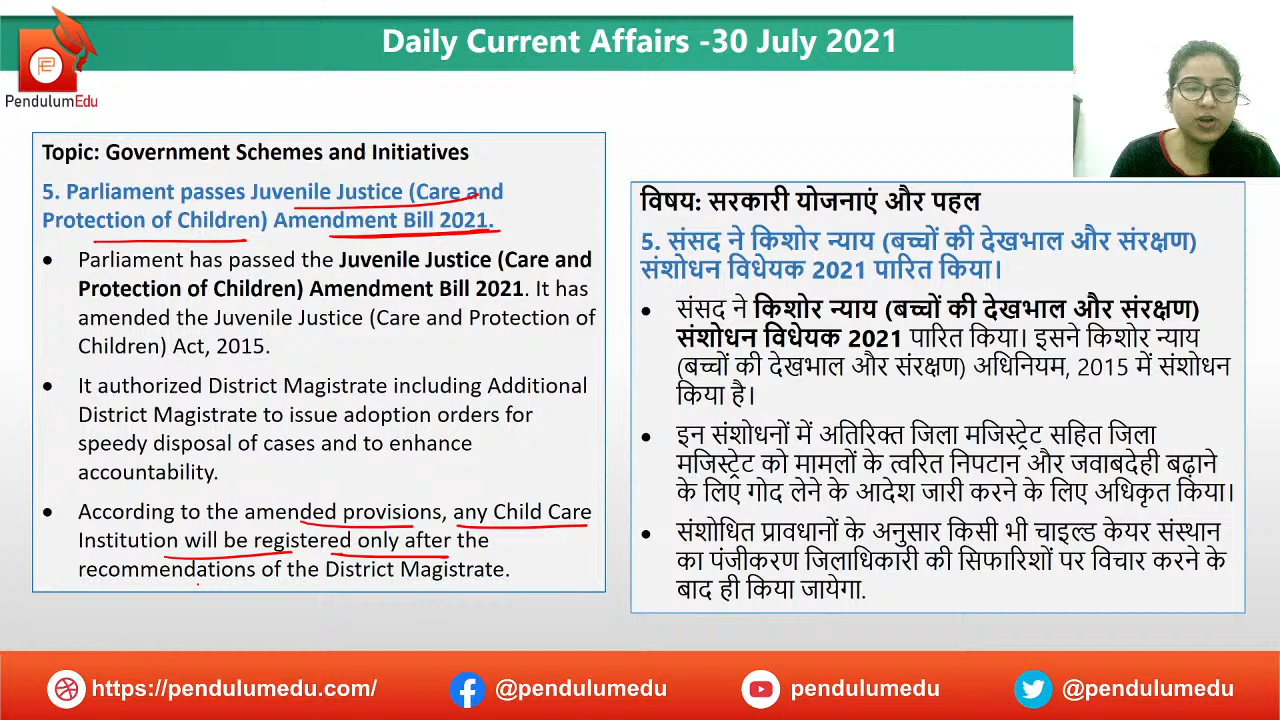 Daily Current Affairs -30 July 2021
PendulumEdu
Topic: Government Schemes and Initiatives
5. Parliament passes Juvenile Justice (Care and
Protection of Children) Amendment Bill 2021.
• Parliament has passed the Juvenile Justice (Care and
Protection of Children) Amendment Bill 2021. It has
amended the Juvenile Justice (Care and Protection of
Children) Act, 2015.
• It authorized District Magistrate including Additional
District Magistrate to issue adoption orders for
speedy disposal of cases and to enhance
accountability.
• According to the amended provisions, any Child Care
Institution will be registered only after the
recommendations of the District Magistrate.
विषय: सरकारी योजनाएं और पहल
5. संसद ने किशोर न्याय (बच्चों की देखभाल और संरक्षण)
संशोधन विधेयक 2021 पारित किया।
• संसद ने किशोर न्याय (बच्चों की देखभाल और संरक्षण)
संशोधन विधेयक 2021 पारित किया। इसने किशोर न्याय
(बच्चों की देखभाल और संरक्षण) अधिनियम, 2015 में संशोधन
किया है।
• इन संशोधनों में अतिरिक्त जिला मजिस्ट्रेट सहित जिला
मजिस्ट्रेट को मामलों के त्वरित निपटान और जवाबदेही बढ़ाने
के लिए गोद लेने के आदेश जारी करने के लिए अधिकृत किया।
• संशोधित प्रावधानों के अनुसार किसी भी चाइल्ड केयर संस्थान
का पंजीकरण जिलाधिकारी की सिफारिशों पर विचार करने के
बाद ही किया जायेगा.
https://pendulumedu.com/
@pendulumedu
pendulumedu
@pendulumedu